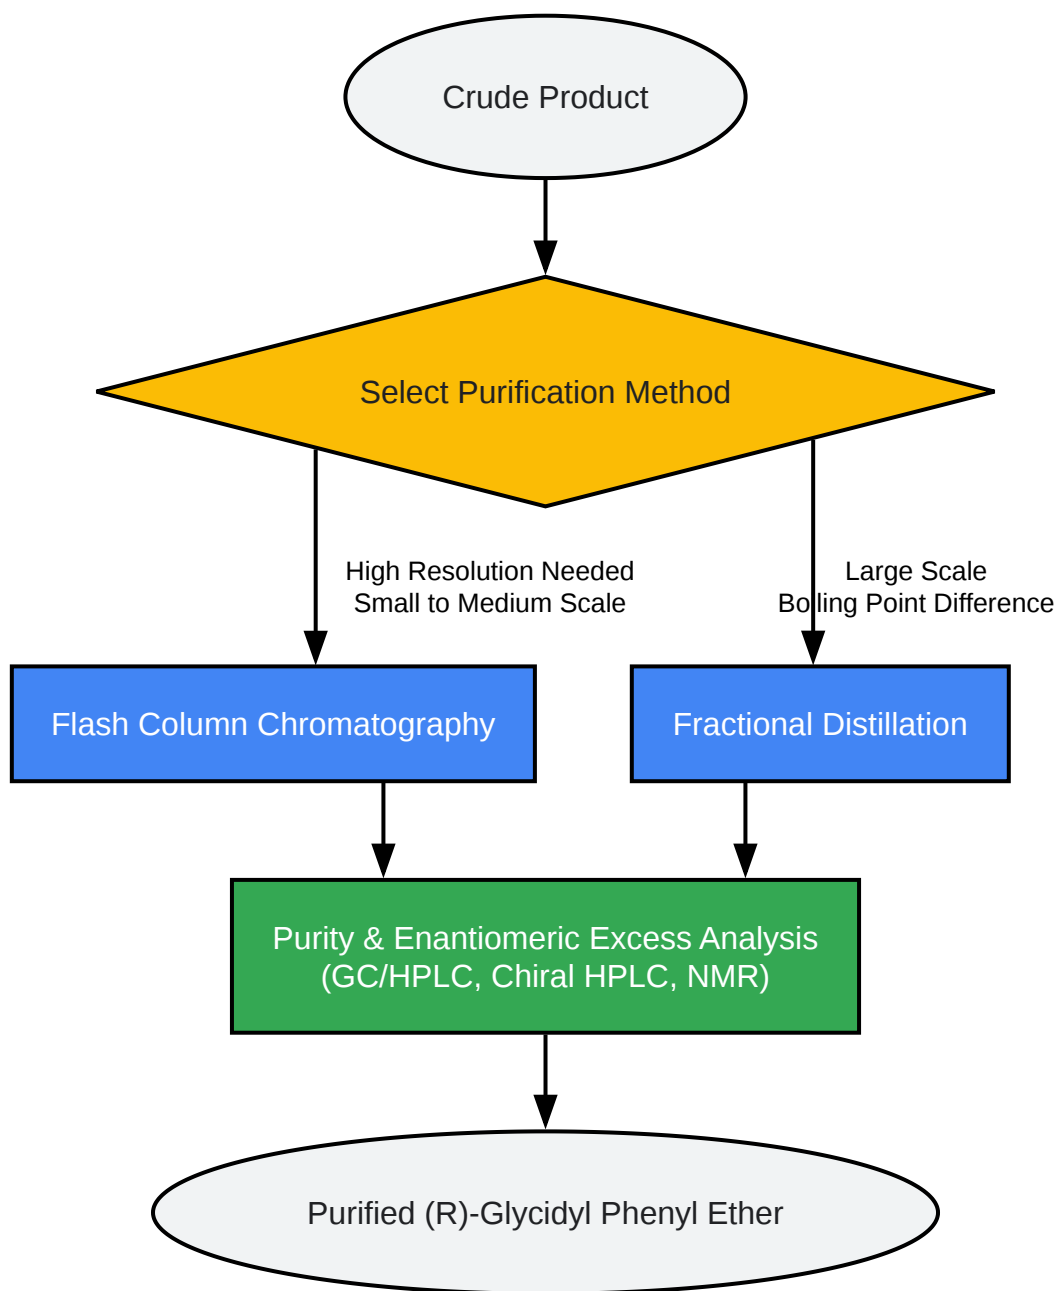 Crude Product
Select Purification Method
High Resolution Needed
Small to Medium Scale
Large Scale
Boiling Point Difference
Flash Column Chromatography
Fractional Distillation
Purity & Enantiomeric Excess Analysis
(GC/HPLC, Chiral HPLC, NMR)
Purified (R)-Glycidyl Phenyl Ether